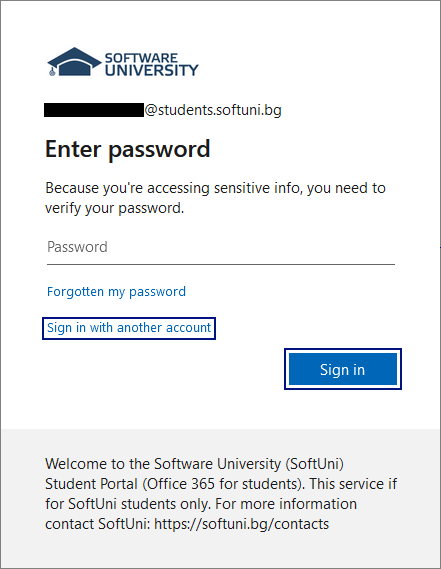 SOFTWARE
UNIVERSITY
@students.softuni.bg
Enter password
Because you're accessing sensitive info, you need to
verify your password.
Password
Forgotten my password
Sign in with another account
Sign in
Welcome to the Software University (SoftUni)
Student Portal (Office 365 for students). This service if
for SoftUni students only. For more information
contact SoftUni: https://softuni.bg/contacts